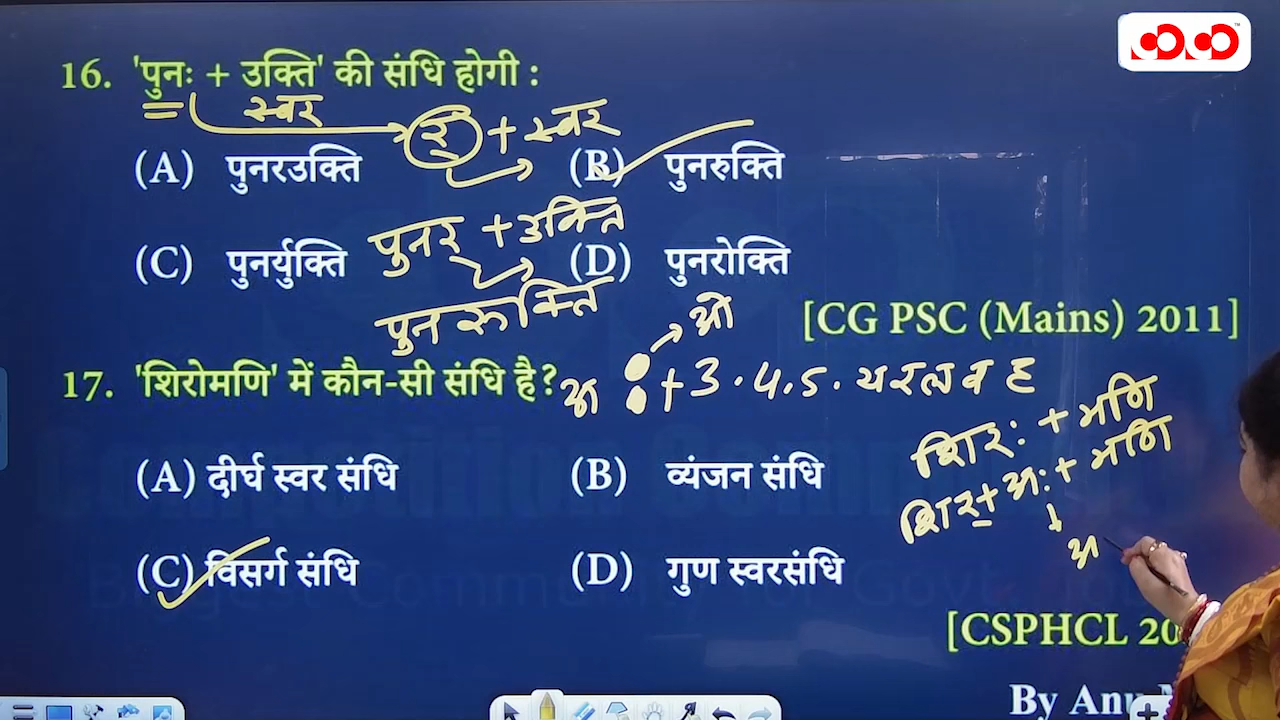 16. 'पुनः + उक्ति' की संधि होगी :
स्वर र् + स्वर
(A) पुनरउक्ति (B) पुनरुक्ति
पुनर् + उक्ति
(C) पुनर्युक्ति (D) पुनरोक्ति
पुनरुक्ति
[CG PSC (Mains) 2011]
ओ
17. 'शिरोमणि' में कौन-सी संधि है?
अ : + 3 . 4 . 5 . य र ल व ह
शिरः + मणि
शिर + अः + मणि
(A) दीर्घ स्वर संधि (B) व्यंजन संधि
(C) विसर्ग संधि (D) गुण स्वरसंधि
[CSPHCL 20
By